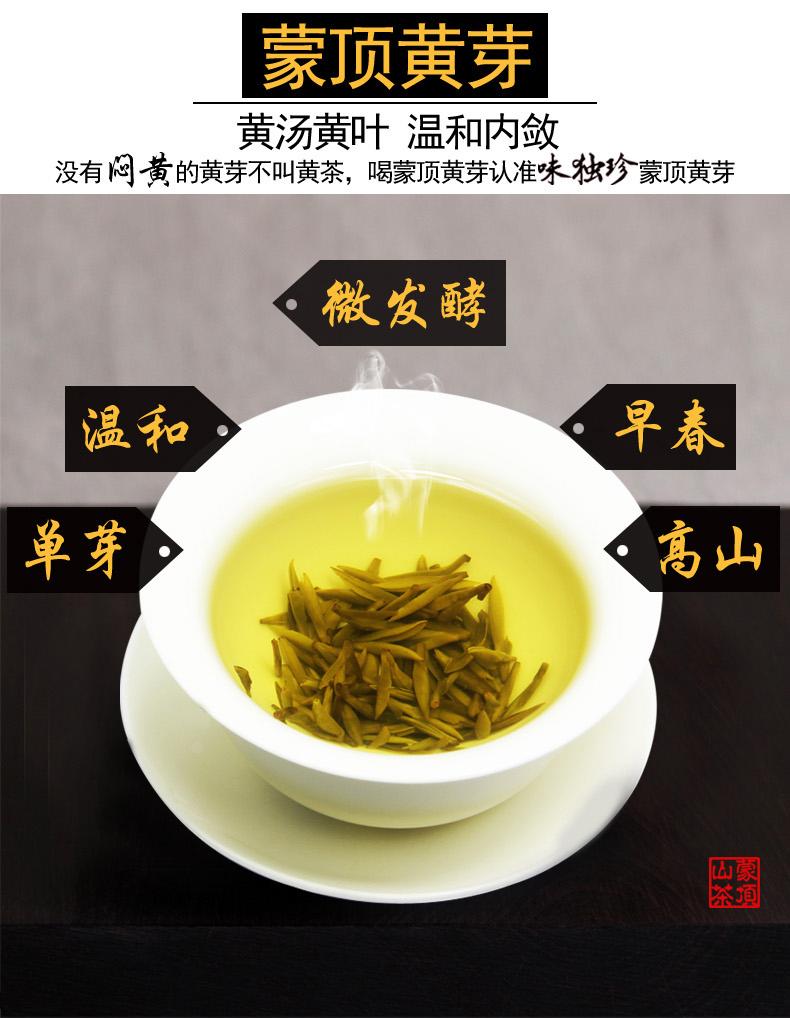 蒙顶黄芽
黄汤黄叶 温和内敛
没有闷黄的黄芽不叫黄茶，喝蒙顶黄芽认准味独珍蒙顶黄芽
微发酵
温和
早春
单芽
高山
蒙顶
山茶